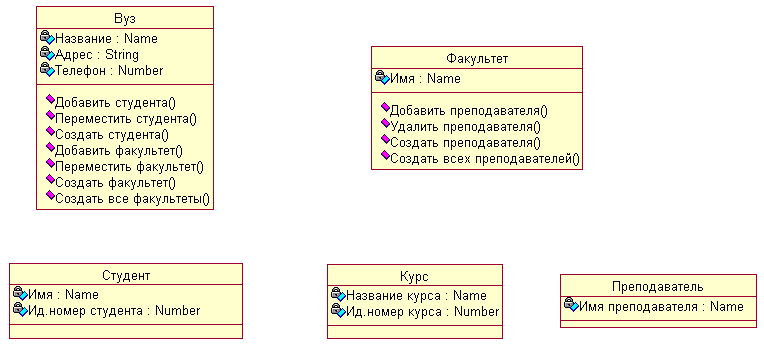 Вуз
Название : Name
Адрес : String
Телефон : Number
Добавить студента()
Переместить студента()
Создать студента()
Добавить факультет()
Переместить факультет()
Создать факультет()
Создать все факультеты()
Факультет
Имя : Name
Добавить преподавателя()
Удалить преподавателя()
Создать преподавателя()
Создать всех преподавателей()
Студент
Имя : Name
Ид.номер студента : Number
Курс
Название курса : Name
Ид.номер курса : Number
Преподаватель
Имя преподавателя : Name